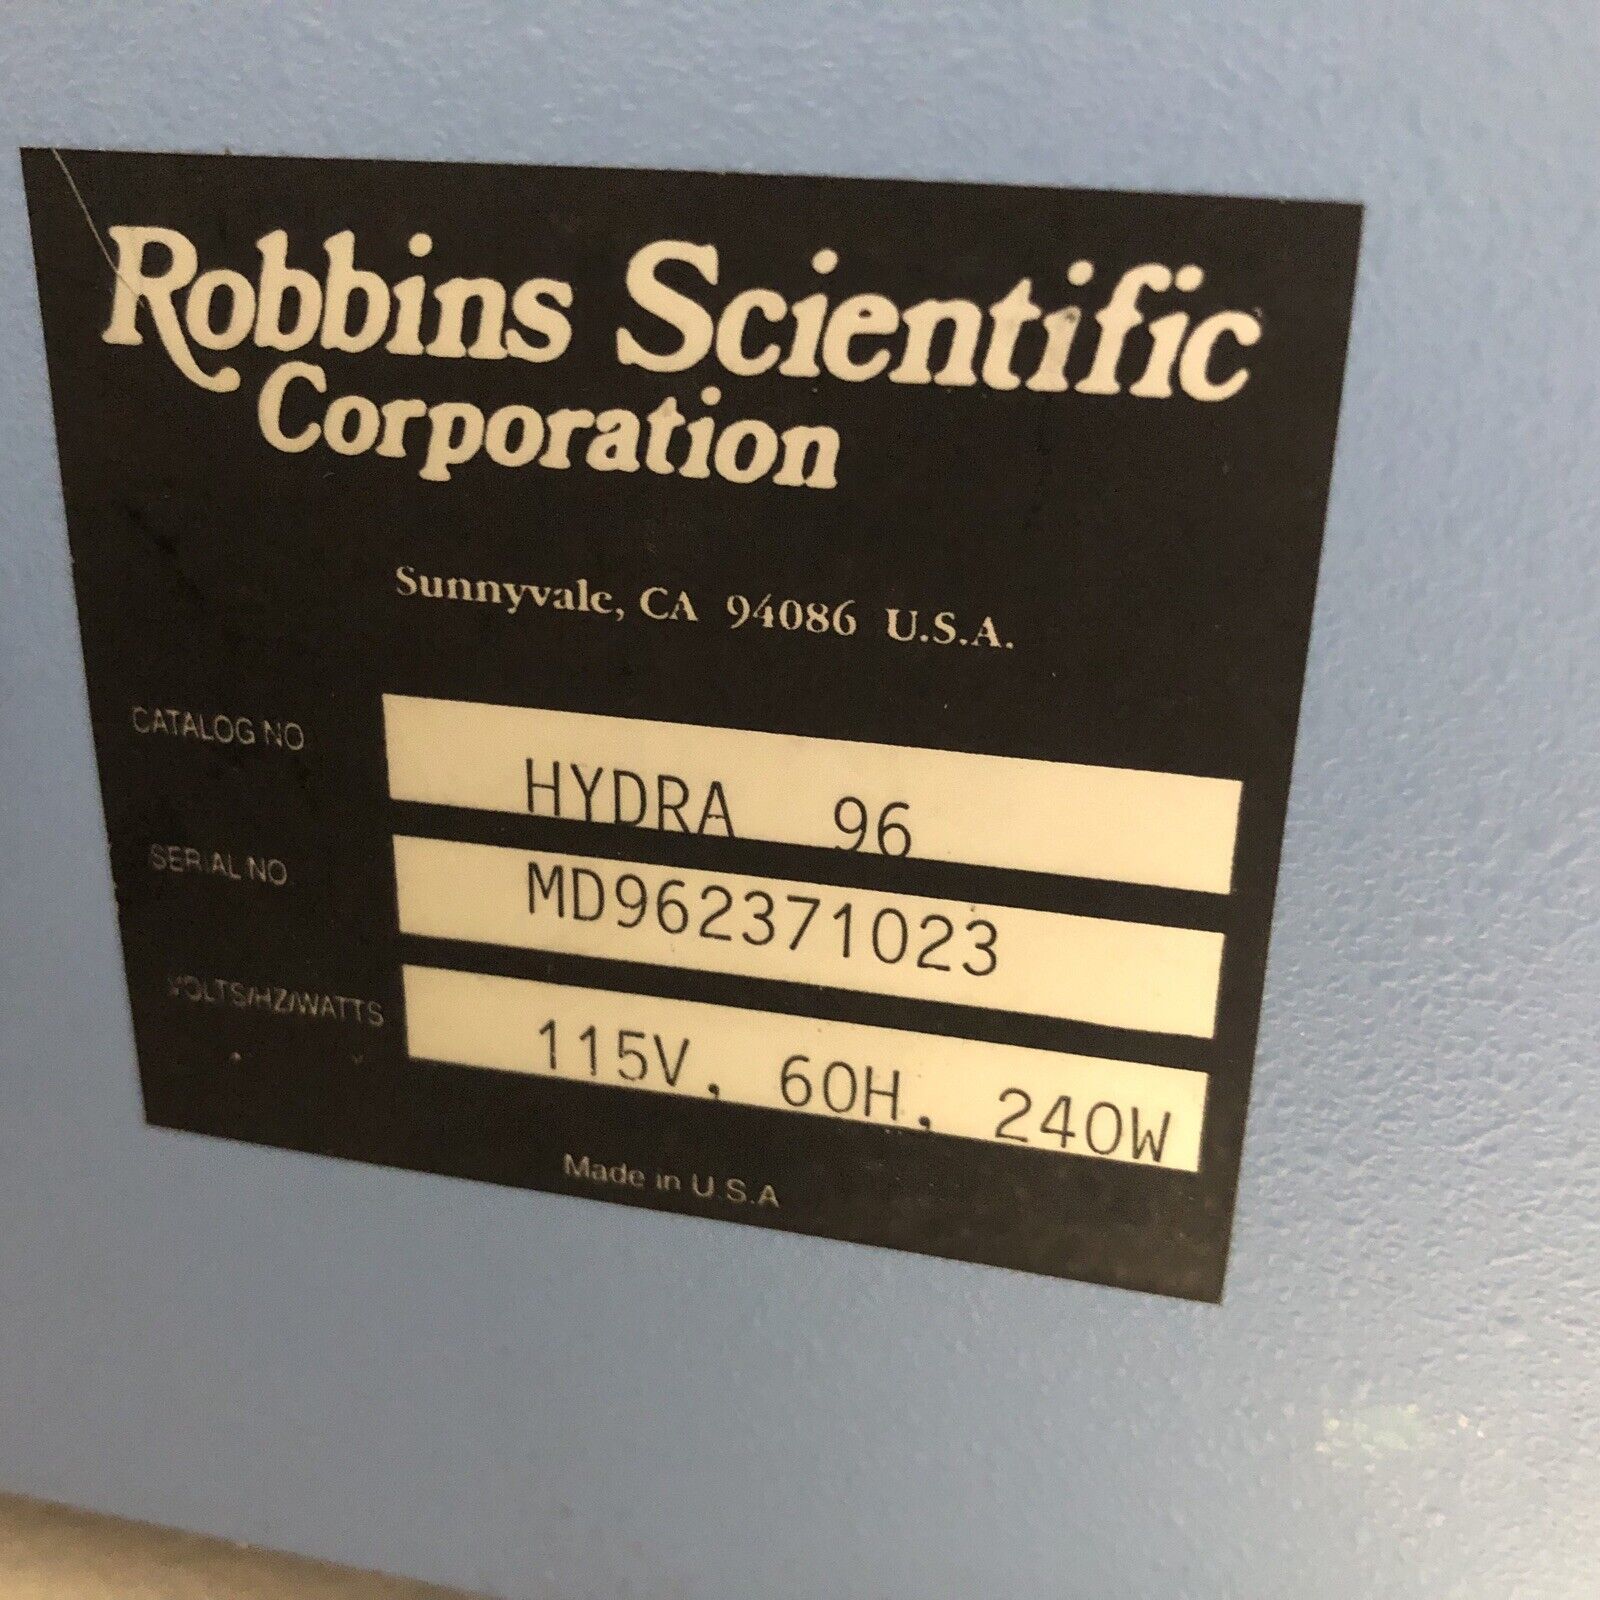 Robbins Scientific
Corporation
Sunnyvale, CA 94086 U.S.A.
CATALOG NO HYDRA 96
SERIAL NO MD962371023
VOLTS/HZ/WATTS 115V. 60H. 240W
Made in U.S.A